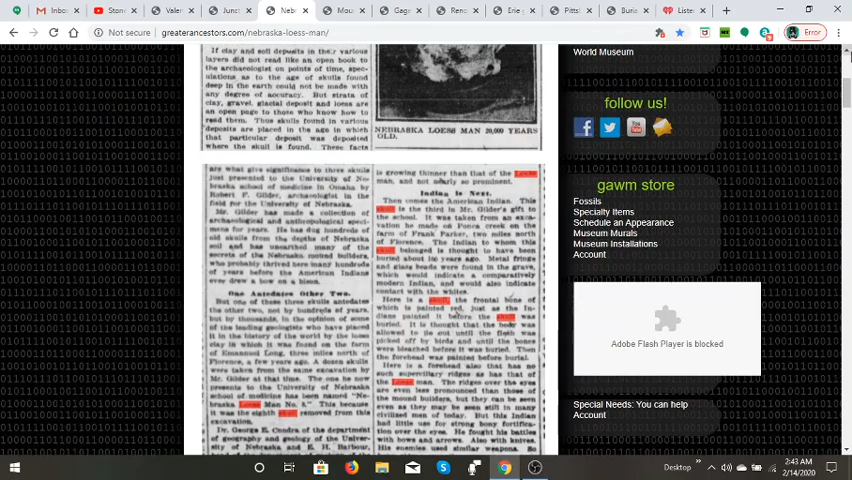 Inbo
Stone
Valer
Junct
Nebr
Mour
Gage
Reno
Erie g
Pitts
Burie
Liste
Not secure | greaterancestors.com/nebraska-loess-man/
Error
If clay and soil deposits in their various
layers did not read like an open book to
the archaeologist on points of time, spec-
ulations as to the age of skulls found
deep in the earth could not be made with
any degree of accuracy. But strata of
clay, gravel, glacial deposit and loess are
an open page to those who know how to
read them. Thus skulls found in various
deposits are placed in the age in which
that particular deposit was deposited
where the skull is found. These facts
NEBRASKA LOESS MAN 20,000 YEARS
OLD.
are what give significance to three skulls
just presented to the University of Ne-
braska school of medicine in Omaha by
Robert F. Gilder, archaeologist in the
field for the University of Nebraska.
Mr. Gilder has made a collection of
archaeological and anthropological speci-
mens for years. He has dug hundreds of
old skulls from the depths of Nebraska
soil and has unearthed many of the
secrets of the Nebraska mound builders,
who probably thrived here many hundreds
of years before the American Indians
ever drew a bow on a bison.
One Antedates Other Two.
But one of these three skulls antedates
the other two, not by hundreds of years,
but by thousands, in the opinion of some
of the leading geologists who have placed
it in the history of the world by the loess
clay in which it was found on the farm
of Emanuel Long, three miles north of
Florence, a few years ago. A dozen skulls
were taken from the same excavation by
Mr. Gilder at that time. The one he now
presents to the University of Nebraska
school of medicine has been named "Ne-
braska Loess Man No. 8." This because
it was the eighth skull removed from this
excavation.
Dr. George E. Condra of the department
of geography and geology of the Univer-
sity of Nebraska and E. H. Barbour,
is growing thinner than that of the Loess
man, and not nearly so prominent.
Indian is Next.
Then comes the American Indian. This
skull is the third in Mr. Gilder's gift to
the school. It was taken from an exca-
vation he made on Ponca creek on the
farm of Frank Parker, two miles north
of Florence. The Indian to whom this
skull belonged is thought to have been
buried about 100 years ago. Metal fringe
and glass beads were found in the grave,
which would indicate a comparatively
modern Indian, and would also indicate
contact with the whites.
Here is a skull, the frontal bone of
which is painted red, just as the In-
dians painted it before the skull was
buried. It is thought that the body was
allowed to lie out until the flesh was
picked off by birds and until the bones
were bleached before it was buried. Then
the forehead was painted before burial.
Here is a forehead also that has no
such superciliary ridges as has that of
the Loess man. The ridges over the eyes
are even less pronounced than those of
the mound builders, but they can be seen
even as they may be seen still in many
civilized men of today. But this Indian
had little use for strong bony fortifica-
tion over the eyes. He fought his battles
with bows and arrows. Also with knives.
His enemies used similar weapons. So
World Museum
follow us!
gawm store
Fossils
Specialty Items
Schedule an Appearance
Museum Murals
Museum Installations
Account
Adobe Flash Player is blocked
Special Needs: You can help
Account
Desktop
2:43 AM
2/14/2020